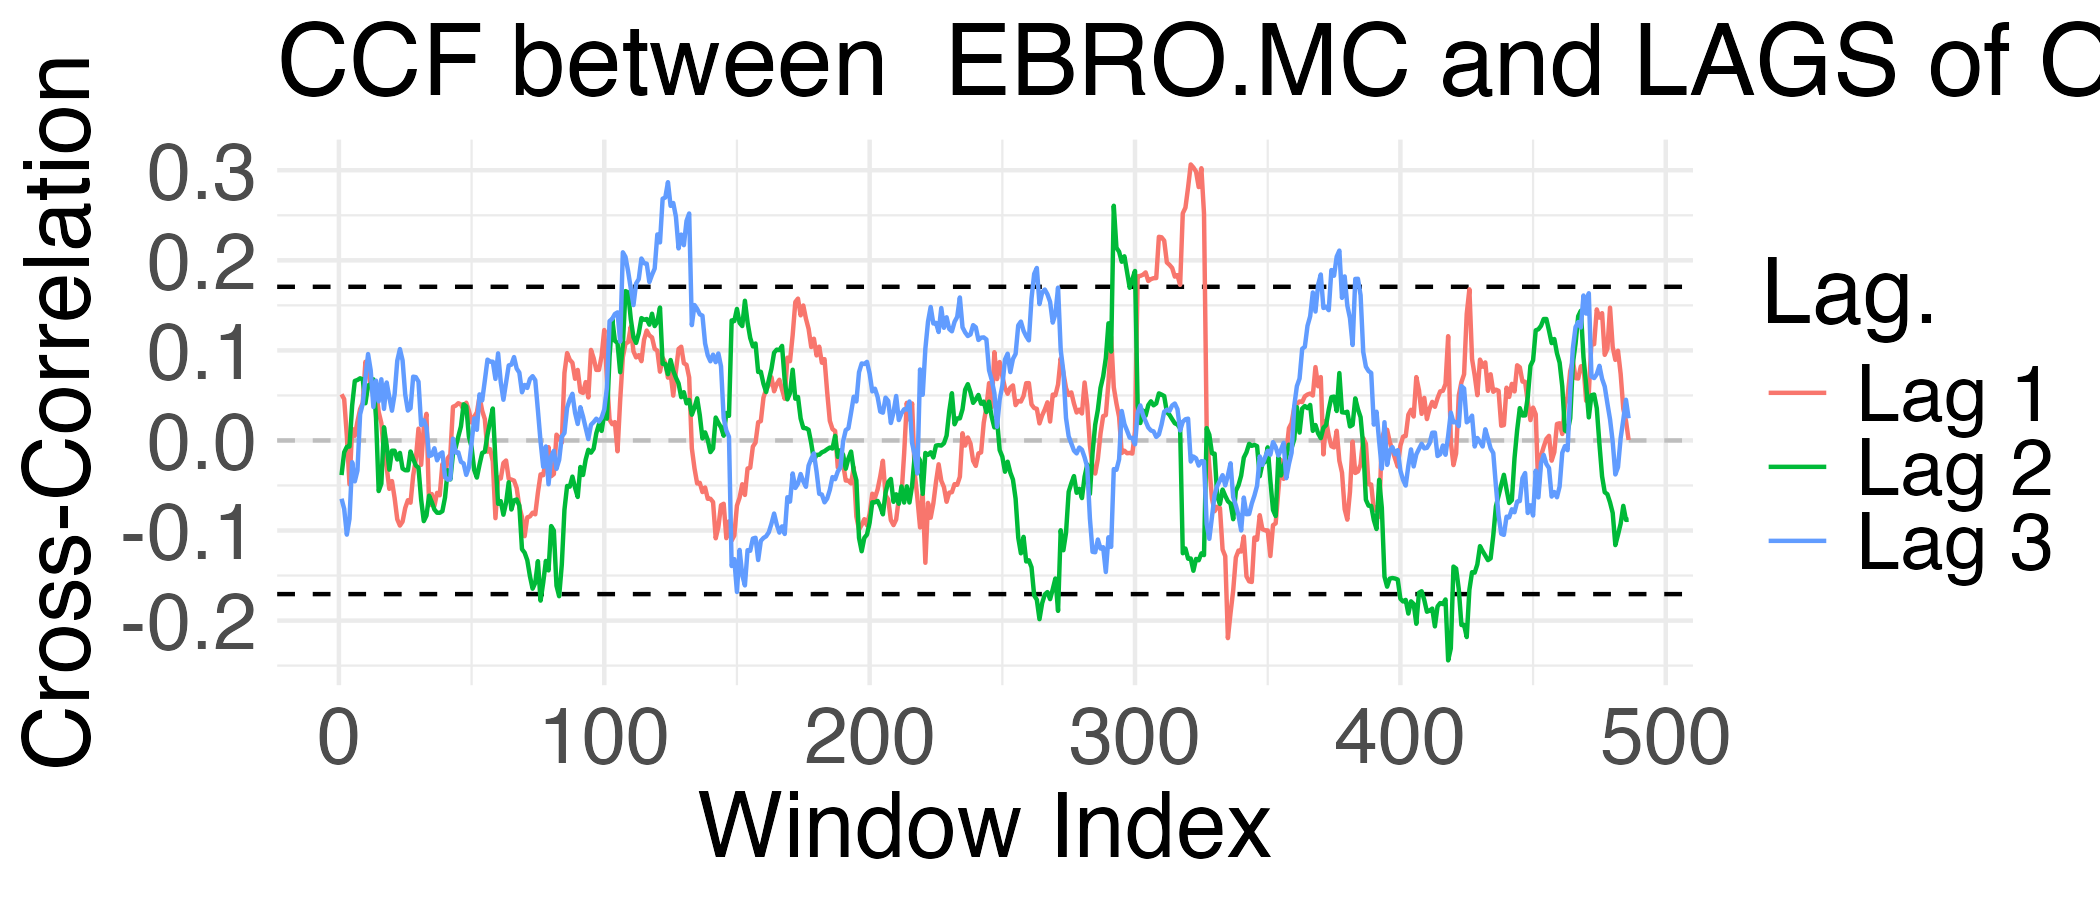 CCF between  EBRO.MC and LAGS of
Cross-Correlation
0.3
0.2
0.1
0.0
-0.1
-0.2
0
100
200
300
400
500
Window Index
Lag.
Lag 1
Lag 2
Lag 3